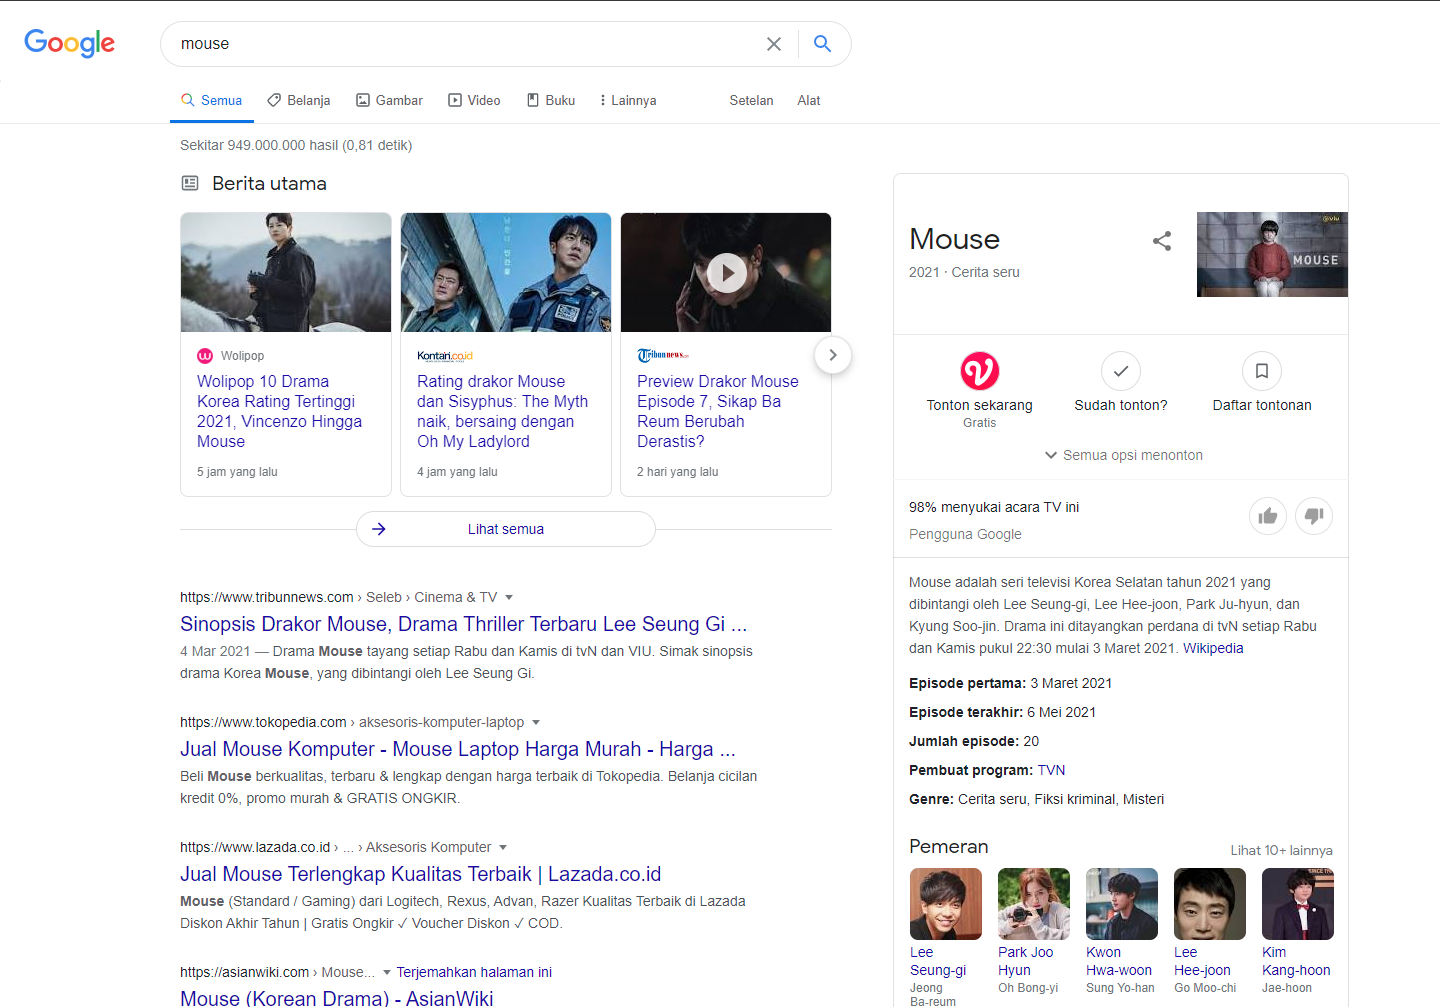 Google
mouse
Semua
Belanja
Gambar
Video
Buku
Lainnya
Setelan
Alat
Sekitar 949.000.000 hasil (0,81 detik)
Berita utama
Wolipop
Wolipop 10 Drama
Korea Rating Tertinggi
2021, Vincenzo Hingga
Mouse
5 jam yang lalu
Kontan.co.id
Rating drakor Mouse
dan Sisyphus: The Myth
naik, bersaing dengan
Oh My Ladylord
4 jam yang lalu
Tribunnews.com
Preview Drakor Mouse
Episode 7, Sikap Ba
Reum Berubah
Derastis?
2 hari yang lalu
Lihat semua
https://www.tribunnews.com › Seleb › Cinema & TV
Sinopsis Drakor Mouse, Drama Thriller Terbaru Lee Seung Gi ...
4 Mar 2021 — Drama Mouse tayang setiap Rabu dan Kamis di tvN dan VIU. Simak sinopsis
drama Korea Mouse, yang dibintangi oleh Lee Seung Gi.
https://www.tokopedia.com › aksesoris-komputer-laptop
Jual Mouse Komputer - Mouse Laptop Harga Murah - Harga ...
Beli Mouse berkualitas, terbaru & lengkap dengan harga terbaik di Tokopedia. Belanja cicilan
kredit 0%, promo murah & GRATIS ONGKIR.
https://www.lazada.co.id › ... › Aksesoris Komputer
Jual Mouse Terlengkap Kualitas Terbaik | Lazada.co.id
Mouse (Standard / Gaming) dari Logitech, Rexus, Advan, Razer Kualitas Terbaik di Lazada
Diskon Akhir Tahun | Gratis Ongkir ✓ Voucher Diskon ✓ COD.
https://asianwiki.com › Mouse... Terjemahkan halaman ini
Mouse (Korean Drama) - AsianWiki
Mouse
2021 · Cerita seru
viu
MOUSE
Tonton sekarang
Gratis
Sudah tonton?
Daftar tontonan
Semua opsi menonton
98% menyukai acara TV ini
Pengguna Google
Mouse adalah seri televisi Korea Selatan tahun 2021 yang
dibintangi oleh Lee Seung-gi, Lee Hee-joon, Park Ju-hyun, dan
Kyung Soo-jin. Drama ini ditayangkan perdana di tvN setiap Rabu
dan Kamis pukul 22:30 mulai 3 Maret 2021. Wikipedia
Episode pertama: 3 Maret 2021
Episode terakhir: 6 Mei 2021
Jumlah episode: 20
Pembuat program: TVN
Genre: Cerita seru, Fiksi kriminal, Misteri
Pemeran
Lihat 10+ lainnya
Lee
Seung-gi
Jeong
Ba-reum
Park Joo
Hyun
Oh Bong-yi
Kwon
Hwa-woon
Sung Yo-han
Lee
Hee-joon
Go Moo-chi
Kim
Kang-hoon
Jae-hoon